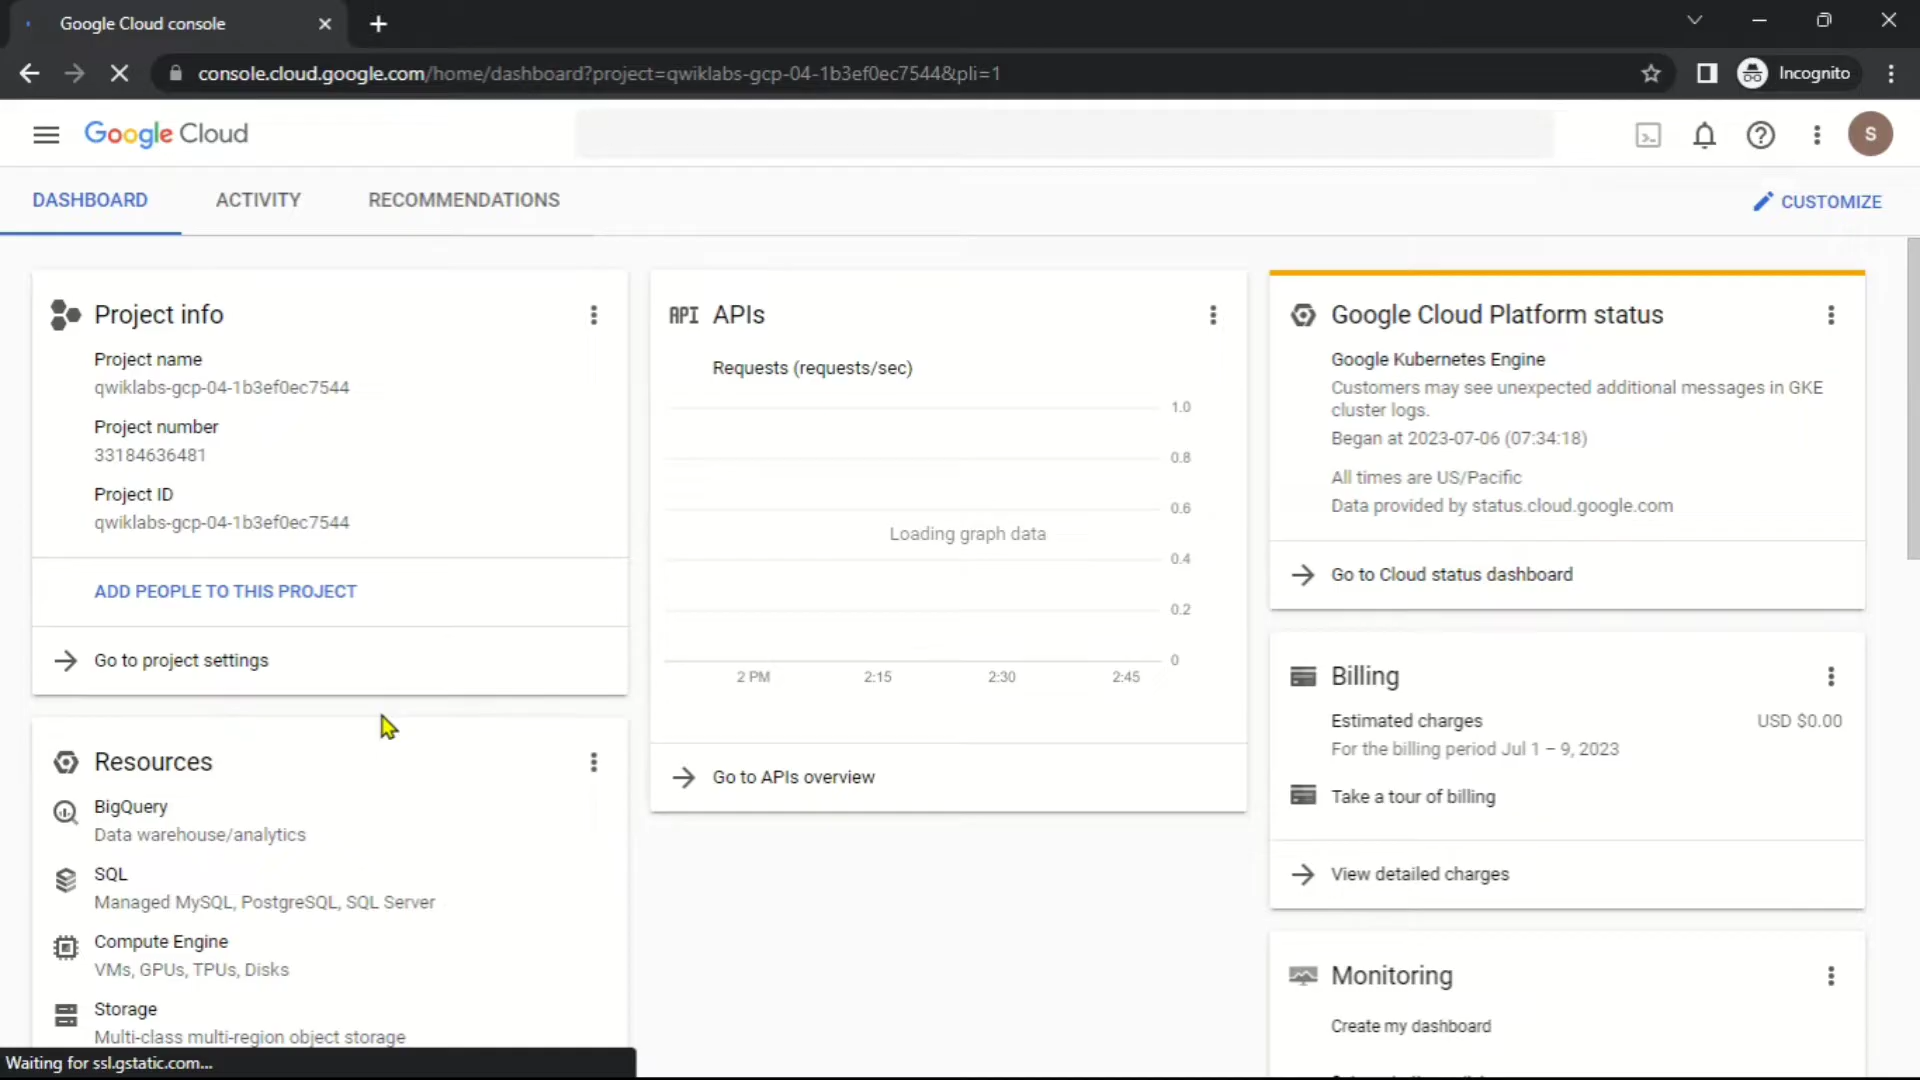 Google Cloud console
console.cloud.google.com/home/dashboard?project=qwiklabs-gcp-04-1b3ef0ec7544&pli=1
Incognito
Google Cloud
S
DASHBOARD
ACTIVITY
RECOMMENDATIONS
CUSTOMIZE
Project info
Project name
qwiklabs-gcp-04-1b3ef0ec7544
Project number
33184636481
Project ID
qwiklabs-gcp-04-1b3ef0ec7544
ADD PEOPLE TO THIS PROJECT
Go to project settings
Resources
BigQuery
Data warehouse/analytics
SQL
Managed MySQL, PostgreSQL, SQL Server
Compute Engine
VMs, GPUs, TPUs, Disks
Storage
Multi-class multi-region object storage
Waiting for ssl.gstatic.com...
API APIs
Requests (requests/sec)
1.0
0.8
0.6
Loading graph data
0.4
0.2
0
2 PM 2:15 2:30 2:45
Go to APIs overview
Google Cloud Platform status
Google Kubernetes Engine
Customers may see unexpected additional messages in GKE
cluster logs.
Began at 2023-07-06 (07:34:18)
All times are US/Pacific
Data provided by status.cloud.google.com
Go to Cloud status dashboard
Billing
Estimated charges USD $0.00
For the billing period Jul 1 – 9, 2023
Take a tour of billing
View detailed charges
Monitoring
Create my dashboard